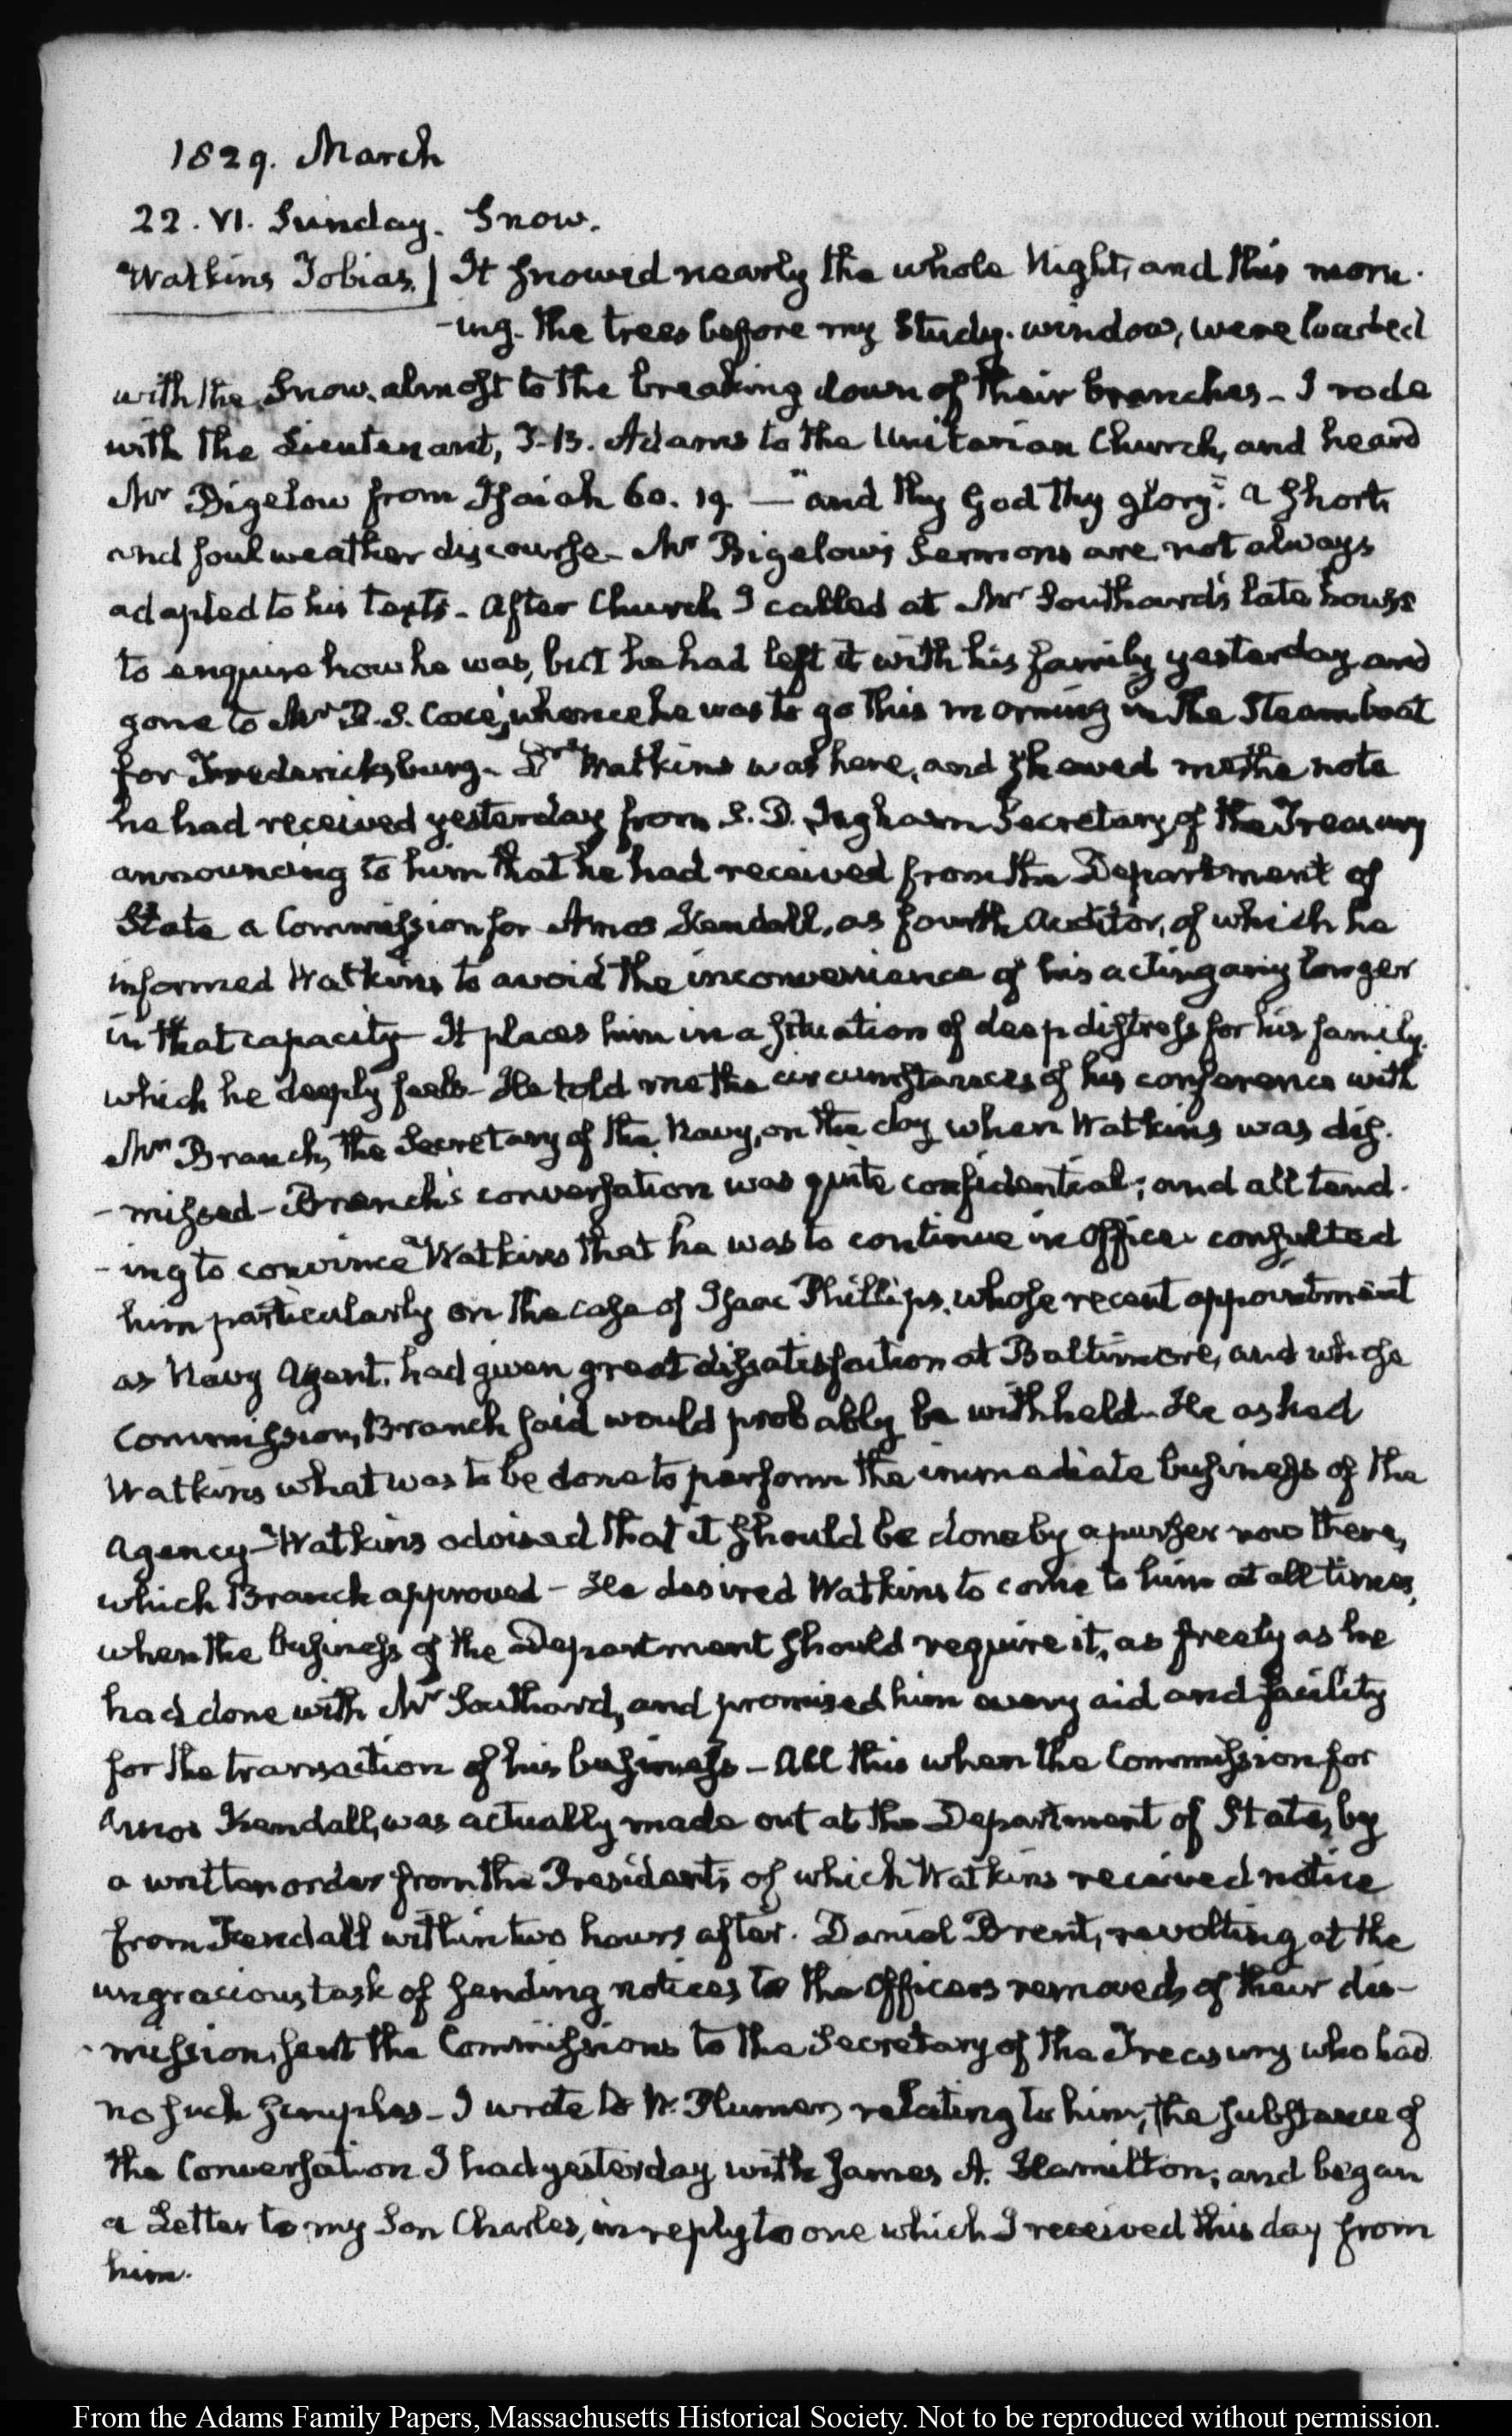 1829. March
22. VI. Sunday. Snow.
Watkins Tobias. | It snowed nearly the whole Night, and this morn-
-ing. The trees before my Study-window, were loaded
with the Snow, almost to the breaking down of their branches - I rode
with the Lieutenant, T. B. Adams to the Unitarian Church, and heard
Mr Bigelow from Isaiah 60. 19. — "and thy God thy glory." A short
and foul weather discourse - Mr Bigelow's Sermons are not always
adapted to his texts - After Church I called at Mr Southard's late house
to enquire how he was, but he had left it with his family yesterday and
gone to Mr R. S. Coxe's, whence he was to go this morning in the Steam boat
for Fredericksburg - Dr Watkins was here, and shewed me the note
he had received yesterday from S. D. Ingham Secretary of the Treasury
announcing to him that he had received from the Department of
State a Commission for Amos Kendall, as fourth Auditor, of which he
informed Watkins to avoid the inconvenience of his acting any longer
in that capacity - It places him in a situation of deep distress for his family.
which he deeply feels - He told me the circumstances of his conference with
Mr Branch, the Secretary of the Navy, on the day when Watkins was dis-
-missed - Branch's conversation was quite confidential; and all tend-
-ing to convince Watkins that he was to continue in Office - consulted
him particularly on the case of Isaac Phillips, whose recent appointment
as Navy Agent, had given great dissatisfaction at Baltimore, and whose
Commission, Branch said would probably be withheld - He asked
Watkins what was to be done to perform the immediate business of the
Agency - Watkins advised that it should be done by a purser now there,
which Branch approved - He desired Watkins to come to him at all times,
when the business of the Department should require it, as freely as he
had done with Mr Southard, and promised him every aid and facility
for the transaction of his business - All this when the Commission for
Amos Kendall, was actually made out at the Department of State, by
a written order from the President; of which Watkins received notice
from Kendall within two hours after. Daniel Brent, revolting at the
ungracious task of sending notices to the Officers removed, of their dis-
-mission, sent the Commissions to the Secretary of the Treasury who had
no such scruples - I wrote to W. Plumer, relating to him, the substance of
the Conversation I had yesterday with James A. Hamilton; and began
a Letter to my Son Charles, in reply to one which I received this day from
him.
From the Adams Family Papers, Massachusetts Historical Society. Not to be reproduced without permission.